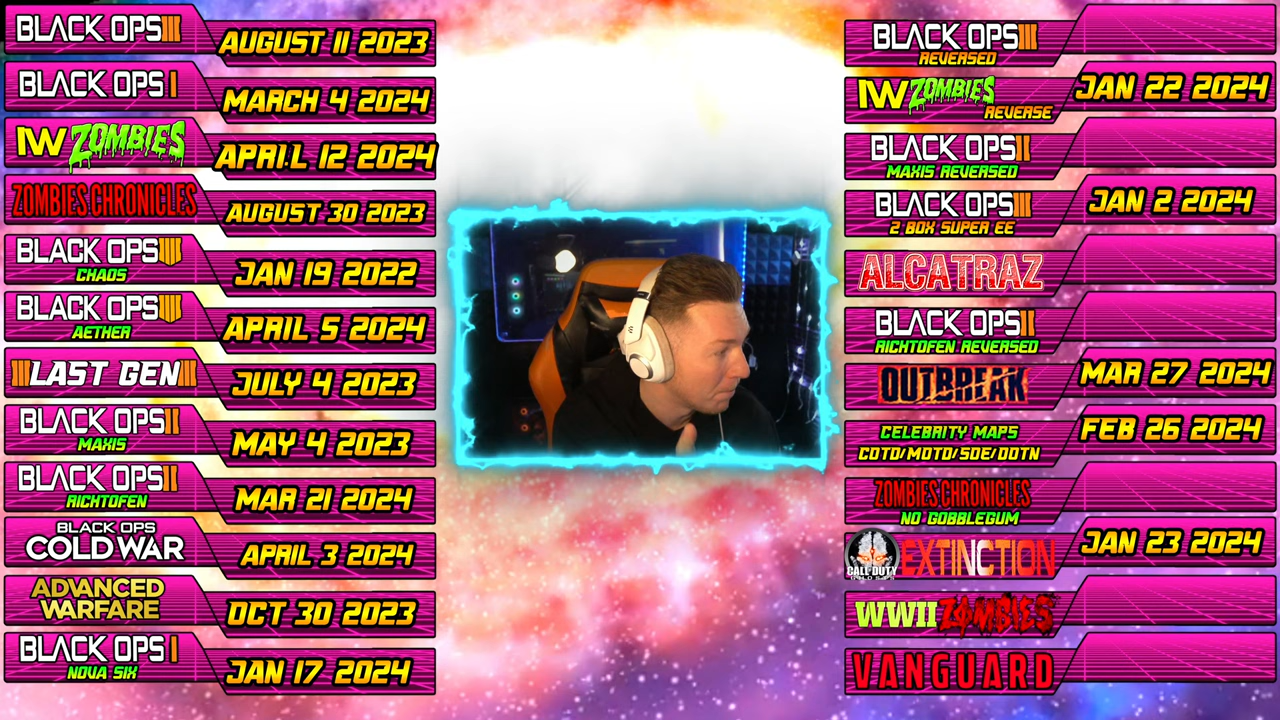 BLACK OPS III
AUGUST 11 2023
BLACK OPS I
MARCH 4 2024
IW ZOMBIES
APRIL 12 2024
ZOMBIES CHRONICLES
AUGUST 30 2023
BLACK OPS IIII
CHAOS
JAN 19 2022
BLACK OPS IIII
AETHER
APRIL 5 2024
IIILAST GENIII
JULY 4 2023
BLACK OPS II
MAXIS
MAY 4 2023
BLACK OPS II
RICHTOFEN
MAR 21 2024
BLACK OPS
COLD WAR
APRIL 3 2024
ADVANCED
WARFARE
OCT 30 2023
BLACK OPS I
NOVA SIX
JAN 17 2024
BLACK OPS III
REVERSED
IW ZOMBIES
REVERSE
JAN 22 2024
BLACK OPS II
MAXIS REVERSED
BLACK OPS III
2 BOX SUPER EE
JAN 2 2024
ALCATRAZ
BLACK OPS II
RICHTOFEN REVERSED
OUTBREAK
MAR 27 2024
CELEBRITY MAPS
COTD/MOTD/SOE/DOTN
FEB 26 2024
ZOMBIES CHRONICLES
NO GOBBLEGUM
CALL DUTY
EXTINCTION
JAN 23 2024
WWII ZOMBIES
VANGUARD